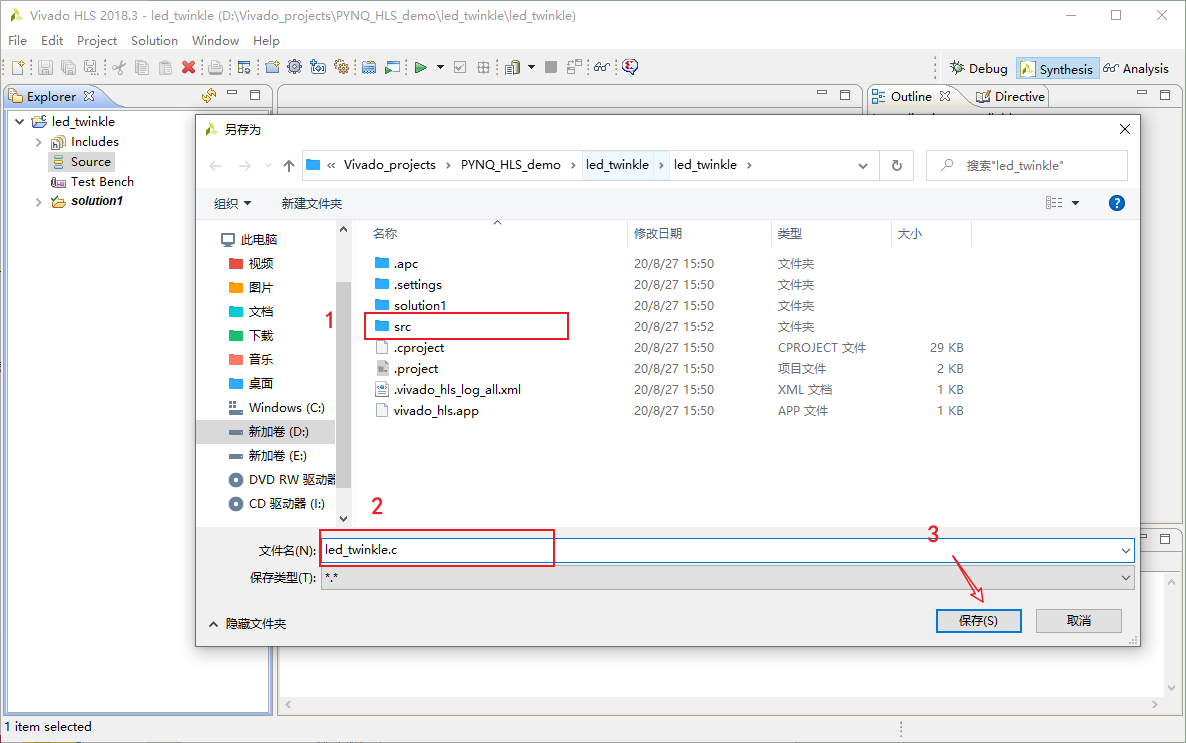 Vivado HLS 2018.3 - led_twinkle (D:\Vivado_projects\PYNQ_HLS_demo\led_twinkle\led_twinkle)
File Edit Project Solution Window Help
Debug Synthesis Analysis
Explorer
Outline Directive
led_twinkle
Includes
Source
Test Bench
solution1
另存为
« Vivado_projects › PYNQ_HLS_demo › led_twinkle › led_twinkle ›
搜索"led_twinkle"
组织 新建文件夹
名称 修改日期 类型 大小
此电脑
视频
图片
文档
下载
音乐
桌面
Windows (C:)
新加卷 (D:)
新加卷 (E:)
DVD RW 驱动器
CD 驱动器 (I:)
.apc 20/8/27 15:50 文件夹
.settings 20/8/27 15:50 文件夹
solution1 20/8/27 15:50 文件夹
1
src 20/8/27 15:52 文件夹
.cproject 20/8/27 15:50 CPROJECT 文件 29 KB
.project 20/8/27 15:50 项目文件 2 KB
.vivado_hls_log_all.xml 20/8/27 15:50 XML 文档 1 KB
vivado_hls.app 20/8/27 15:50 APP 文件 1 KB
2
文件名(N): led_twinkle.c
保存类型(T): *.*
3
隐藏文件夹
保存(S) 取消
1 item selected